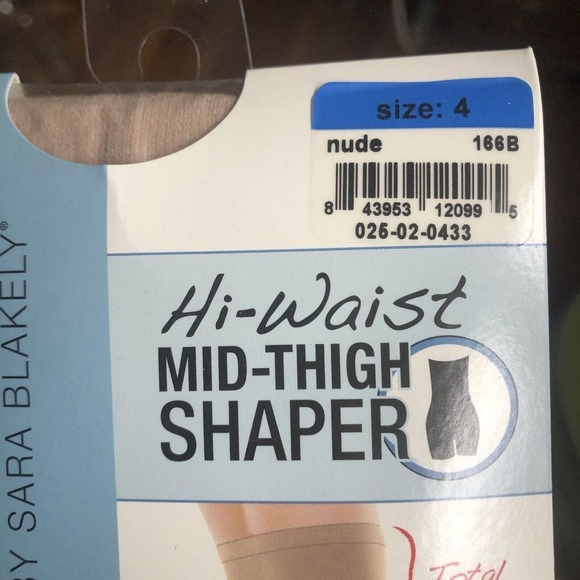 size: 4
nude 166B
8 43953 12099 5
025-02-0433
Hi-Waist
MID-THIGH
SHAPER
BY SARA BLAKELY®
Total